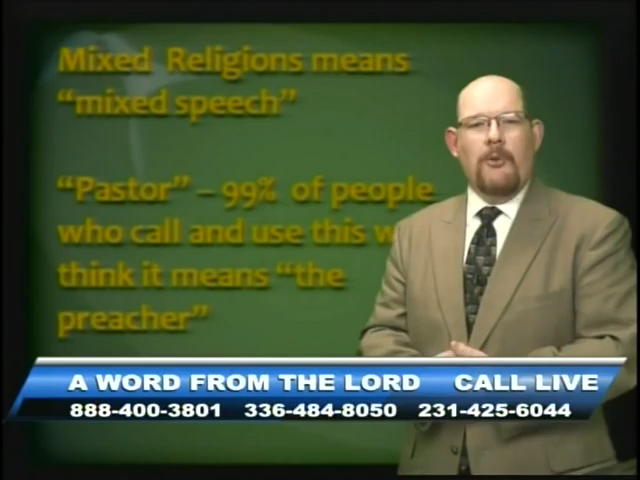 Mixed Religions means
“mixed speech”
“Pastor” – 99% of people
who call and use this w
think it means “the
preacher”
A WORD FROM THE LORD CALL LIVE
888-400-3801 336-484-8050 231-425-6044